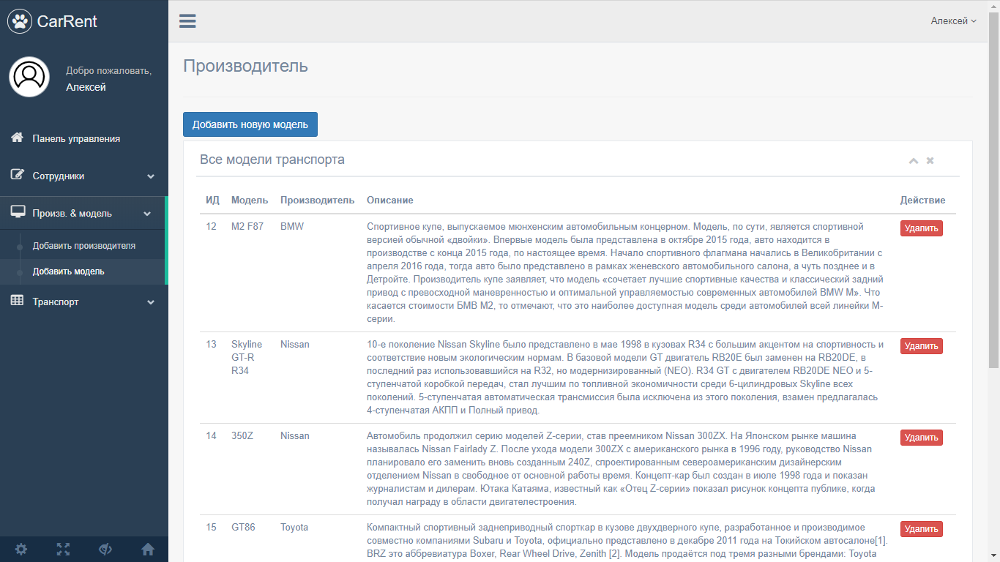 CarRent
Добро пожаловать,
Алексей
Панель управления
Сотрудники
Произв. & модель
Добавить производителя
Добавить модель
Транспорт
Алексей
Производитель
Добавить новую модель
Все модели транспорта
ИД Модель Производитель Описание Действие
12 M2 F87 BMW Спортивное купе, выпускаемое мюнхенским автомобильным концерном. Модель, по сути, является спортивной Удалить
версией обычной «двойки». Впервые модель была представлена в октябре 2015 года, авто находится в
производстве с конца 2015 года, по настоящее время. Начало спортивного флагмана начались в Великобритании с
апреля 2016 года, тогда авто было представлено в рамках женевского автомобильного салона, а чуть позднее и в
Детройте. Производитель купе заявляет, что модель «сочетает лучшие спортивные качества и классический задний
привод с превосходной маневренностью и оптимальной управляемостью современных автомобилей BMW M». Что
касается стоимости БМВ М2, то отмечают, что это наиболее доступная модель среди автомобилей всей линейки М-
серии.
13 Skyline Nissan 10-е поколение Nissan Skyline было представлено в мае 1998 в кузовах R34 с большим акцентом на спортивность и Удалить
GT-R соответствие новым экологическим нормам. В базовой модели GT двигатель RB20E был заменен на RB20DE, в
R34 последний раз использовавшийся на R32, но модернизированный (NEO). R34 GT с двигателем RB20DE NEO и 5-
ступенчатой коробкой передач, стал лучшим по топливной экономичности среди 6-цилиндровых Skyline всех
поколений. 5-ступенчатая автоматическая трансмиссия была исключена из этого поколения, взамен предлагалась
4-ступенчатая АКПП и Полный привод.
14 350Z Nissan Автомобиль продолжил серию моделей Z-серии, став преемником Nissan 300ZX. На Японском рынке машина Удалить
называлась Nissan Fairlady Z. После ухода модели 300ZX с американского рынка в 1996 году, руководство Nissan
планировало его заменить вновь созданным 240Z, спроектированным североамериканским дизайнерским
отделением Nissan в свободное от основной работы время. Концепт-кар был создан в июле 1998 года и показан
журналистам и дилерам. Ютака Катаяма, известный как «Отец Z-серии» показал рисунок концепта публике, когда
получал награду в области двигателестроения.
15 GT86 Toyota Компактный спортивный заднеприводный спорткар в кузове двухдверного купе, разработанное и производимое Удалить
совместно компаниями Subaru и Toyota, официально представлено в декабре 2011 года на Токийском автосалоне[1].
BRZ это аббревиатура Boxer, Rear Wheel Drive, Zenith [2]. Модель продаётся под тремя разными брендами: Toyota